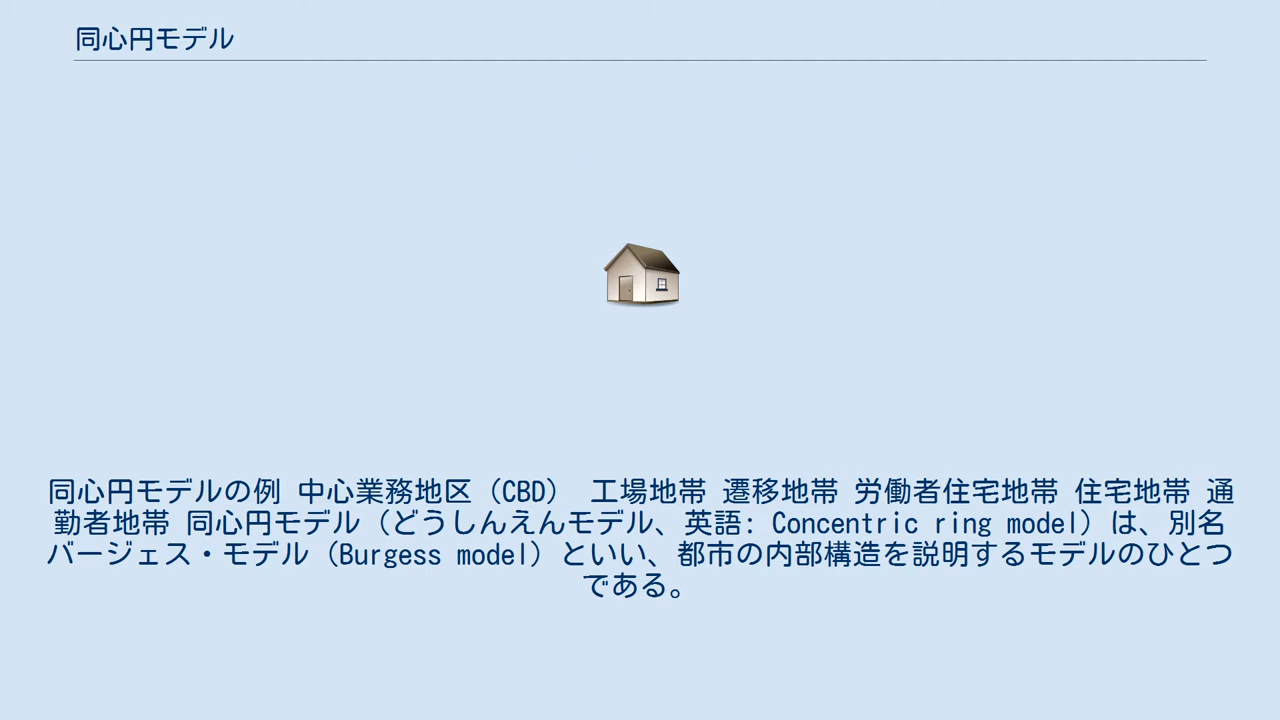 同心円モデル
同心円モデルの例 中心業務地区（CBD） 工場地帯 遷移地帯 労働者住宅地帯 住宅地帯 通
勤者地帯 同心円モデル（どうしんえんモデル、英語: Concentric ring model）は、別名
バージェス・モデル（Burgess model）といい、都市の内部構造を説明するモデルのひとつ
である。